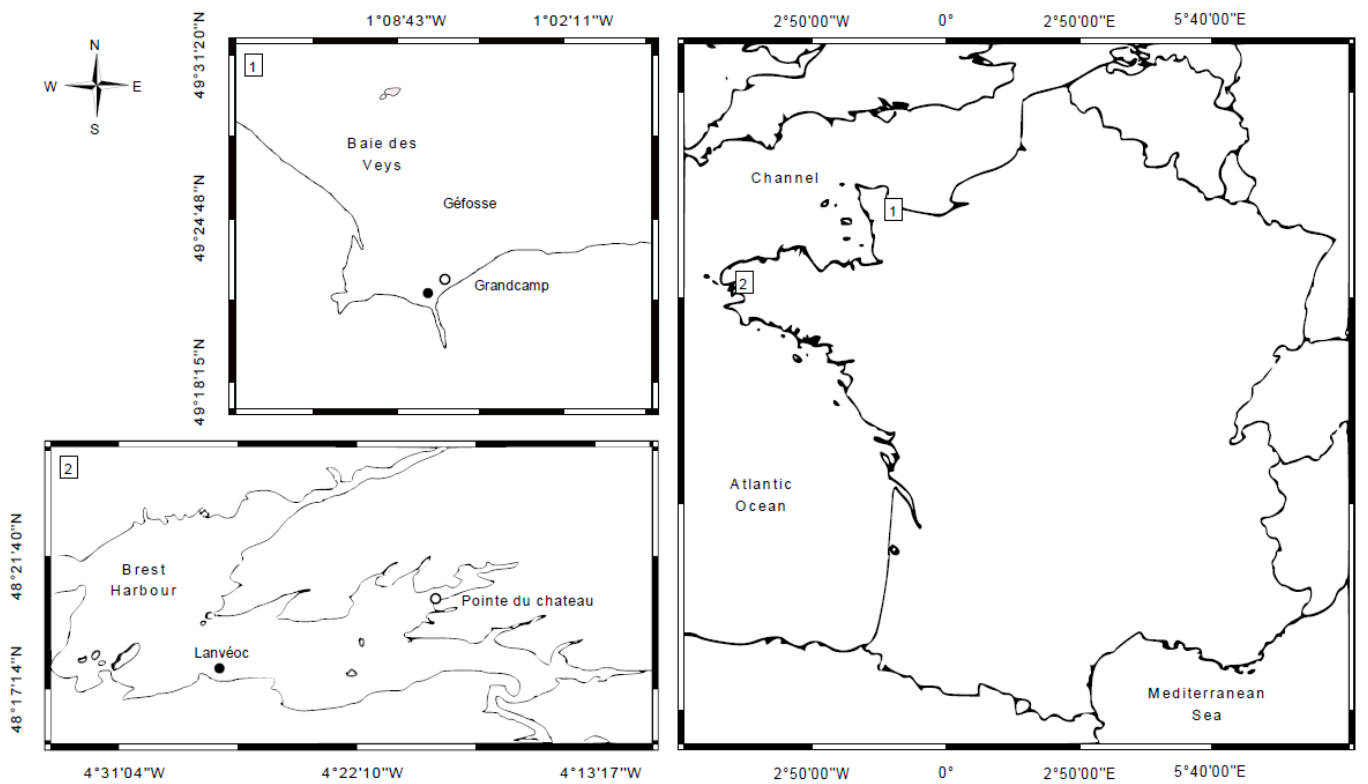 N
W E
S
1°08'43"W 1°02'11"W
49°31'20"N
49°24'48"N
49°18'15"N
1
Baie des
Veys
Géfosse
Grandcamp
2
Brest
Harbour
Pointe du chateau
Lanvéoc
48°21'40"N
48°17'14"N
4°31'04"W 4°22'10"W 4°13'17"W
2°50'00"W 0° 2°50'00"E 5°40'00"E
Channel
1
2
Atlantic
Ocean
Mediterranean
Sea
2°50'00"W 0° 2°50'00"E 5°40'00"E